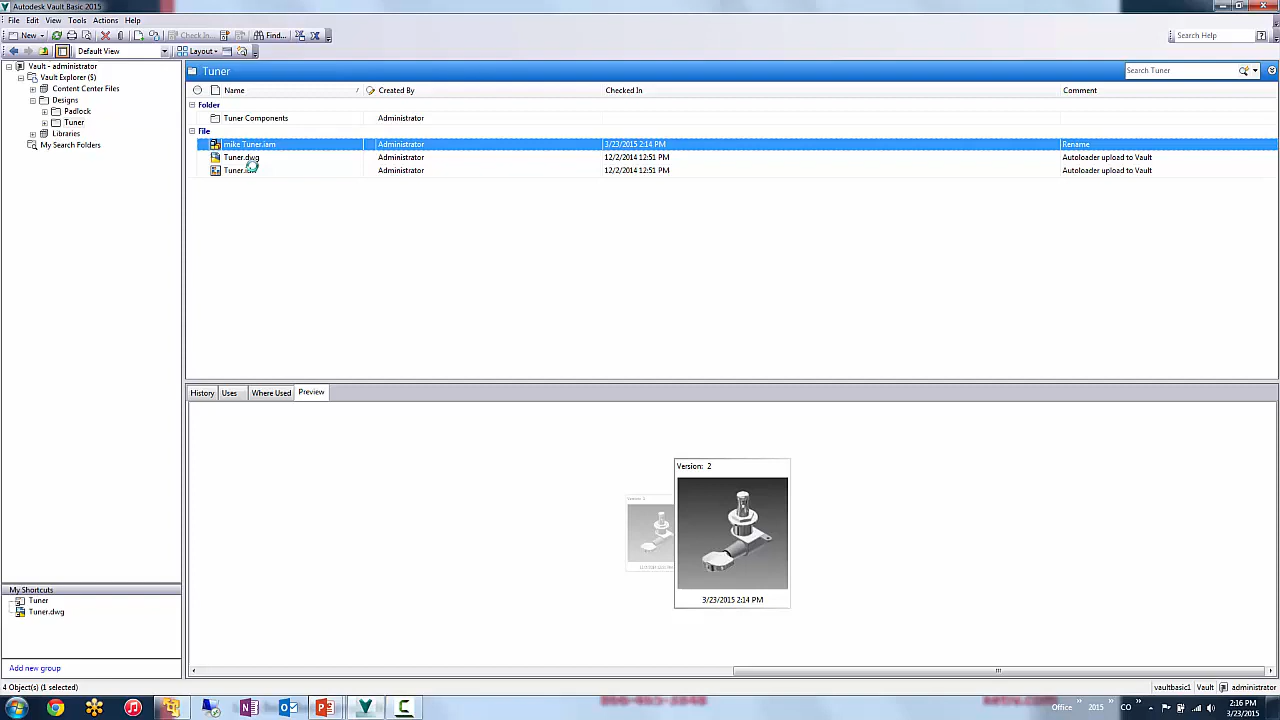 Autodesk Vault Basic 2015
File Edit View Tools Actions Help
New Check In... Find...
Search Help
Default View Layout
Vault - administrator
Vault Explorer ($)
Content Center Files
Designs
Padlock
Tuner
Libraries
My Search Folders
Tuner
Search Tuner
Name / Created By Checked In Comment
Folder
Tuner Components Administrator
File
mike Tuner.iam Administrator 3/23/2015 2:14 PM Rename
Tuner.dwg Administrator 12/2/2014 12:51 PM Autoloader upload to Vault
Administrator 12/2/2014 12:51 PM Autoloader upload to Vault
History Uses Where Used Preview
Version: 2
3/23/2015 2:14 PM
My Shortcuts
Tuner
Tuner.dwg
Add new group
4 Object(s) (1 selected)
vaultbasic1 Vault administrator
Office 2015 CO
2:16 PM
3/23/2015